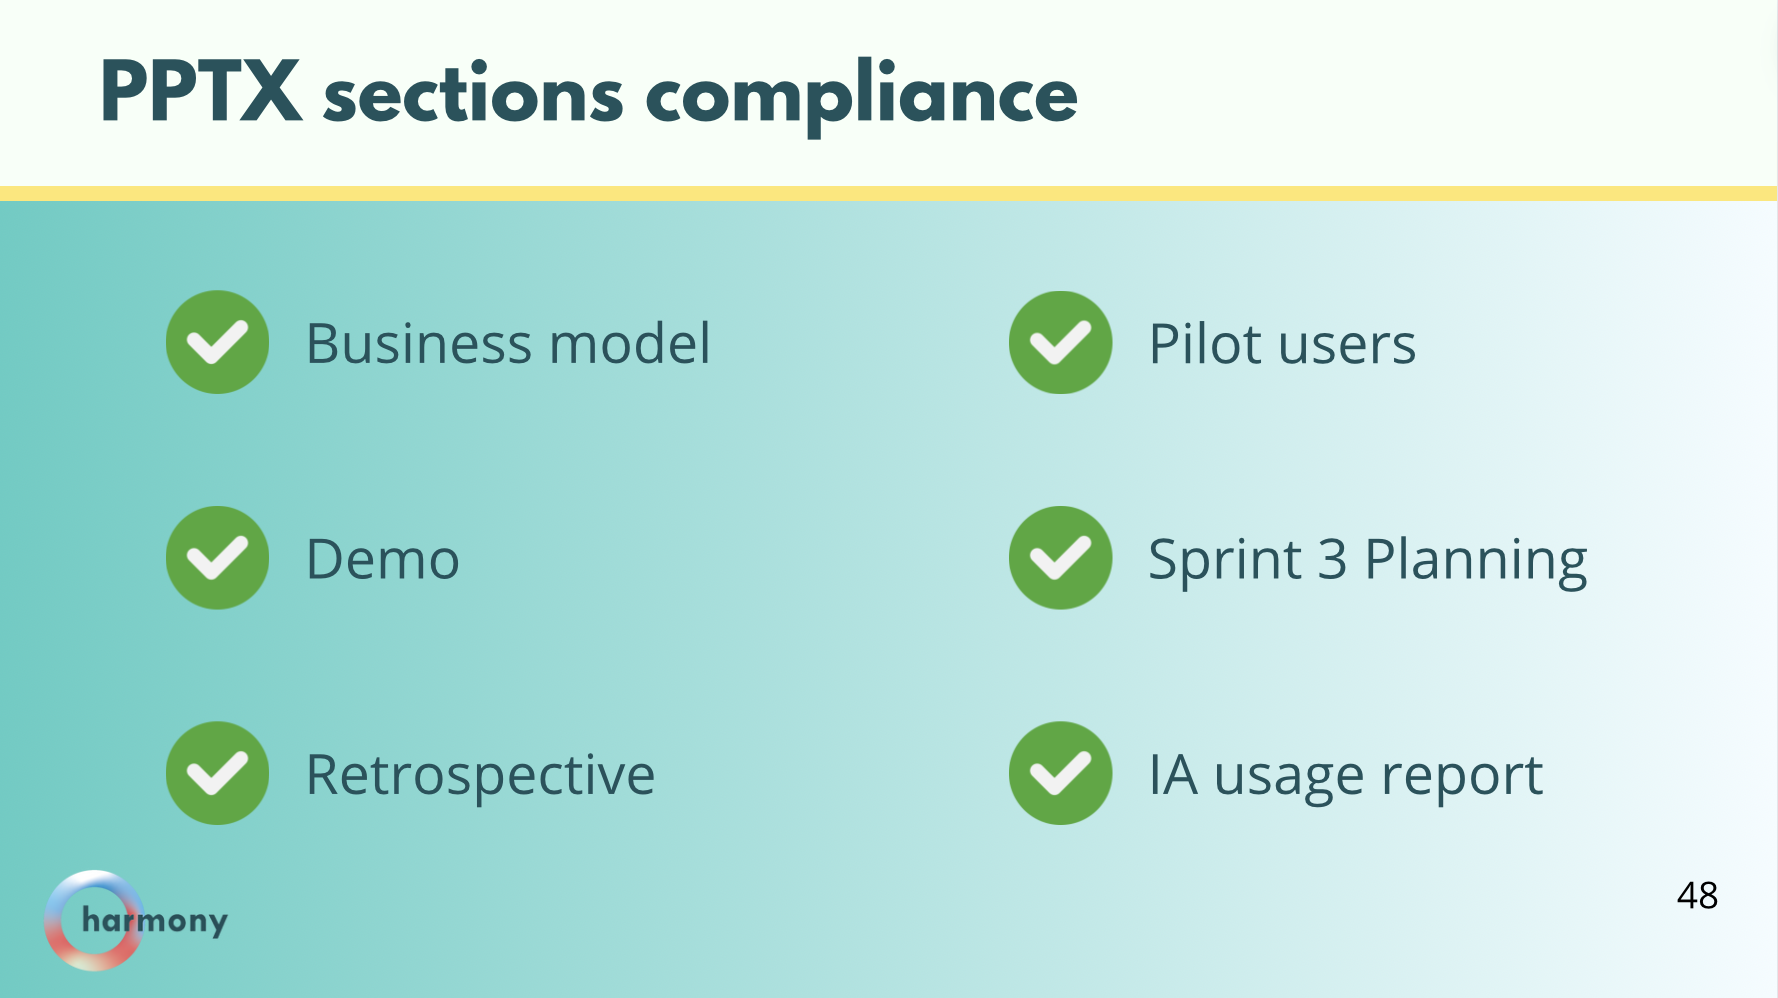 PPTX sections compliance
Business model
Demo
Retrospective
Pilot users
Sprint 3 Planning
IA usage report
harmony
48